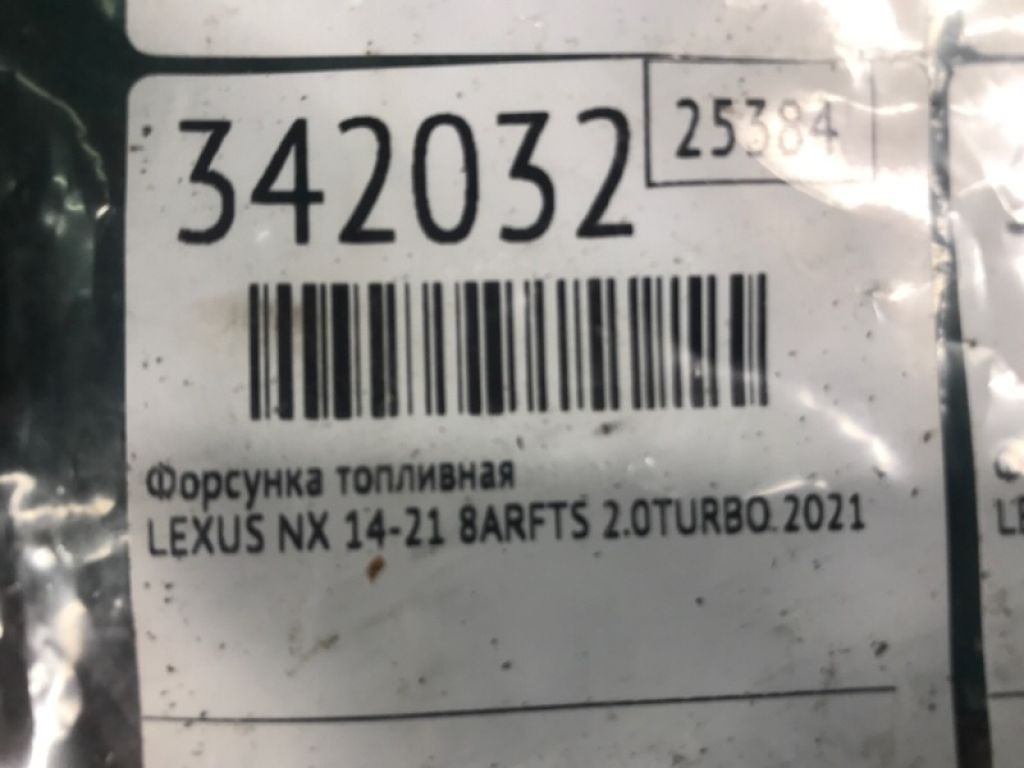 342032
25384
Форсунка топливная
LEXUS NX 14-21 8ARFTS 2.0TURBO 2021